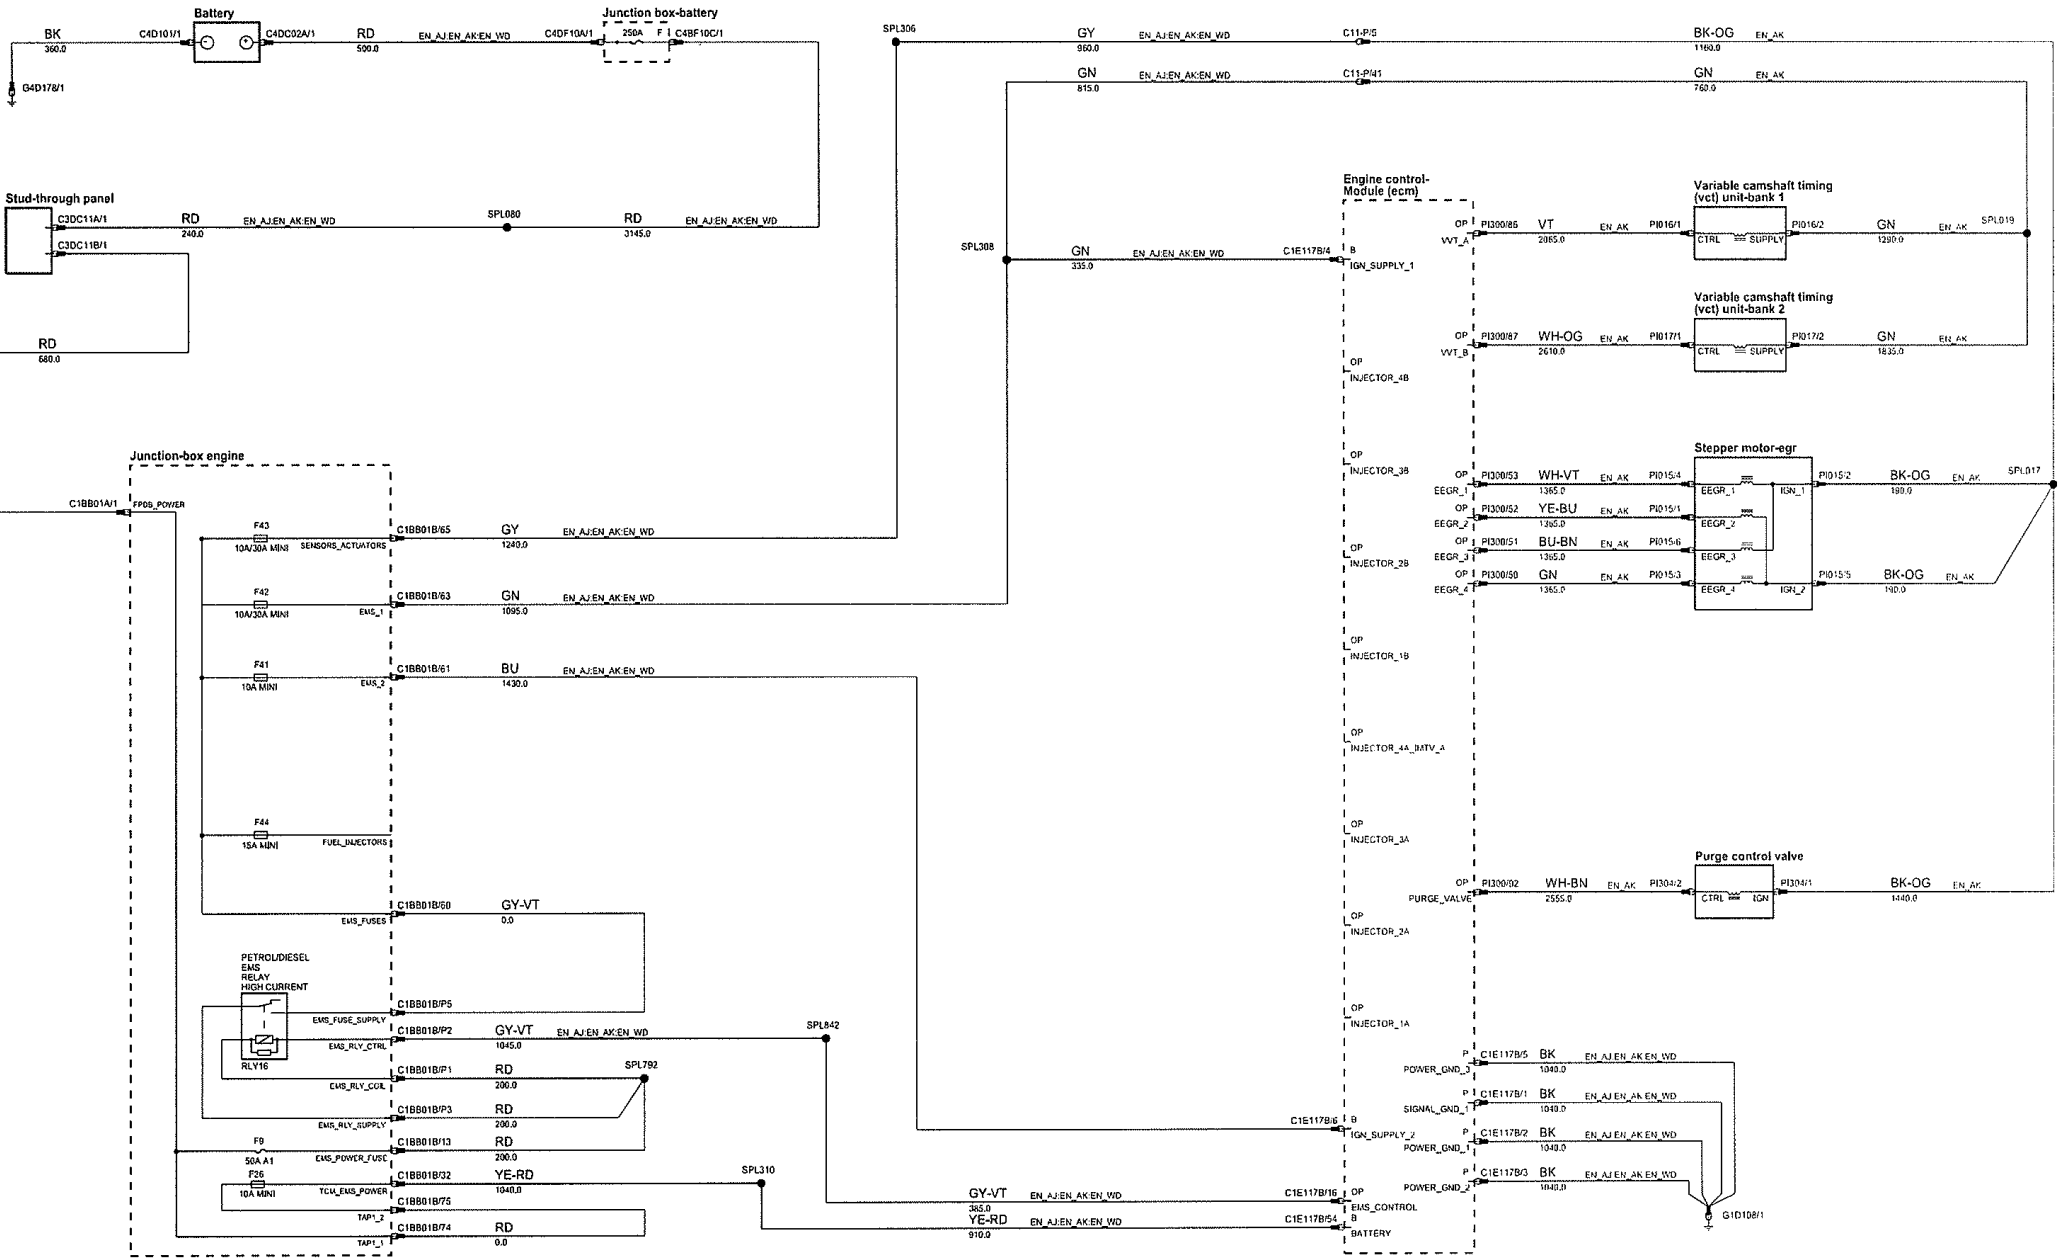 Battery
BK
360.0
C4D101/1
C4DC02A/1
RD
500.0
EN_AJ:EN_AK:EN_WD
Junction box-battery
C4DF10A/1
250A F
C4BF10C/1
G4D178/1
Stud-through panel
C3DC11A/1
RD
240.0
EN_AJ:EN_AK:EN_WD
SPL080
RD
3145.0
EN_AJ:EN_AK:EN_WD
C3DC11B/1
RD
680.0
SPL306
GY
960.0
EN_AJ:EN_AK:EN_WD
C11-P/5
BK-OG
1160.0
EN_AK
GN
815.0
EN_AJ:EN_AK:EN_WD
C11-P/41
GN
760.0
EN_AK
SPL308
GN
335.0
EN_AJ:EN_AK:EN_WD
C1E117B/4
Engine control-
Module (ecm)
B
IGN_SUPPLY_1
OP
INJECTOR_4B
OP
INJECTOR_3B
OP
INJECTOR_2B
OP
INJECTOR_1B
OP
INJECTOR_4A_IMTV_A
OP
INJECTOR_3A
OP
INJECTOR_2A
OP
INJECTOR_1A
C1E117B/6
B
IGN_SUPPLY_2
OP
VVT_A
PI300/86
VT
2065.0
EN_AK
PI016/1
Variable camshaft timing
(vct) unit-bank 1
CTRL
SUPPLY
PI016/2
GN
1290.0
EN_AK
SPL019
OP
VVT_B
PI300/87
WH-OG
2610.0
EN_AK
PI017/1
Variable camshaft timing
(vct) unit-bank 2
CTRL
SUPPLY
PI017/2
GN
1835.0
EN_AK
Stepper motor-egr
OP
EEGR_1
PI300/53
WH-VT
1365.0
EN_AK
PI015/4
EEGR_1
IGN_1
PI015/2
BK-OG
190.0
EN_AK
SPL017
OP
EEGR_2
PI300/52
YE-BU
1365.0
EN_AK
PI015/1
EEGR_2
OP
EEGR_3
PI300/51
BU-BN
1365.0
EN_AK
PI015/6
EEGR_3
OP
EEGR_4
PI300/50
GN
1365.0
EN_AK
PI015/3
EEGR_4
IGN_2
PI015/5
BK-OG
190.0
EN_AK
Purge control valve
OP
PURGE_VALVE
PI300/92
WH-BN
2555.0
EN_AK
PI304/2
CTRL
IGN
PI304/1
BK-OG
1440.0
EN_AK
P
POWER_GND_3
C1E117B/5
BK
1040.0
EN_AJ:EN_AK:EN_WD
P
SIGNAL_GND_1
C1E117B/1
BK
1040.0
EN_AJ:EN_AK:EN_WD
P
POWER_GND_1
C1E117B/2
BK
1040.0
EN_AJ:EN_AK:EN_WD
P
POWER_GND_2
C1E117B/3
BK
1040.0
EN_AJ:EN_AK:EN_WD
G1D108/1
Junction-box engine
C1BB01A/1
FPDB_POWER
F43
10A/30A MINI
SENSORS_ACTUATORS
C1BB01B/65
GY
1240.0
EN_AJ:EN_AK:EN_WD
F42
10A/30A MINI
EMS_1
C1BB01B/63
GN
1095.0
EN_AJ:EN_AK:EN_WD
F41
10A MINI
EMS_2
C1BB01B/61
BU
1430.0
EN_AJ:EN_AK:EN_WD
F44
15A MINI
FUEL_INJECTORS
EMS_FUSES
C1BB01B/60
GY-VT
0.0
PETROL/DIESEL
EMS
RELAY
HIGH CURRENT
RLY16
EMS_FUSE_SUPPLY
C1BB01B/P5
EMS_RLY_CTRL
C1BB01B/P2
GY-VT
1045.0
EN_AJ:EN_AK:EN_WD
SPL842
EMS_RLY_COIL
C1BB01B/P1
RD
200.0
SPL792
EMS_RLY_SUPPLY
C1BB01B/P3
RD
200.0
F9
50A A1
EMS_POWER_FUSE
C1BB01B/13
RD
200.0
F26
10A MINI
TCM_EMS_POWER
C1BB01B/32
YE-RD
1040.0
SPL310
TAP1_2
C1BB01B/75
TAP1_1
C1BB01B/74
RD
0.0
GY-VT
385.0
EN_AJ:EN_AK:EN_WD
C1E117B/16
OP
EMS_CONTROL
YE-RD
910.0
EN_AJ:EN_AK:EN_WD
C1E117B/54
B
BATTERY